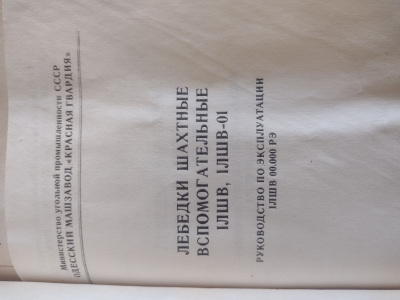 Министерство угольной промышленности СССР
ОДЕССКИЙ МАШЗАВОД «КРАСНАЯ ГВАРДИЯ»
ЛЕБЕДКИ ШАХТНЫЕ
ВСПОМОГАТЕЛЬНЫЕ
1ЛШВ, 1ЛШВ-01
РУКОВОДСТВО ПО ЭКСПЛУАТАЦИИ
1ЛШВ 00.000 РЭ